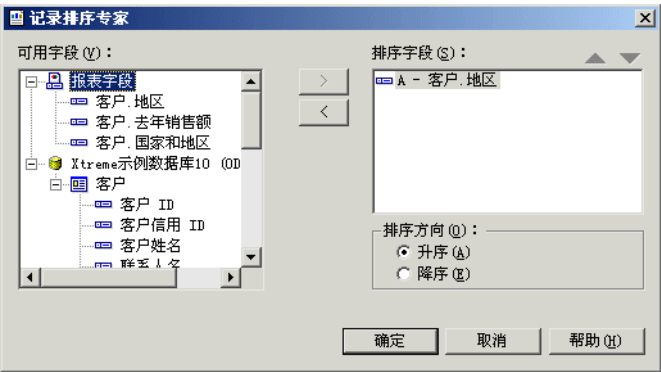 记录排序专家
可用字段(V):
排序字段(S):
报表字段
客户.地区
客户.去年销售额
客户.国家和地区
Xtreme示例数据库10 (OD
客户
客户 ID
客户信用 ID
客户姓名
联系人名
>
<
A - 客户.地区
排序方向(O):
升序(A)
降序(E)
确定
取消
帮助(H)